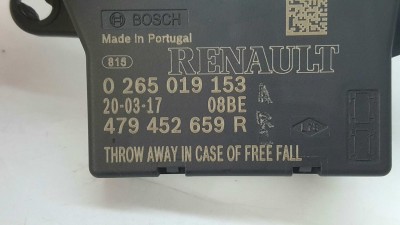 BOSCH
Made in Portugal
815
RENAULT
0 265 019 153
A
20-03-17 08BE
479 452 659 R
THROW AWAY IN CASE OF FREE FALL